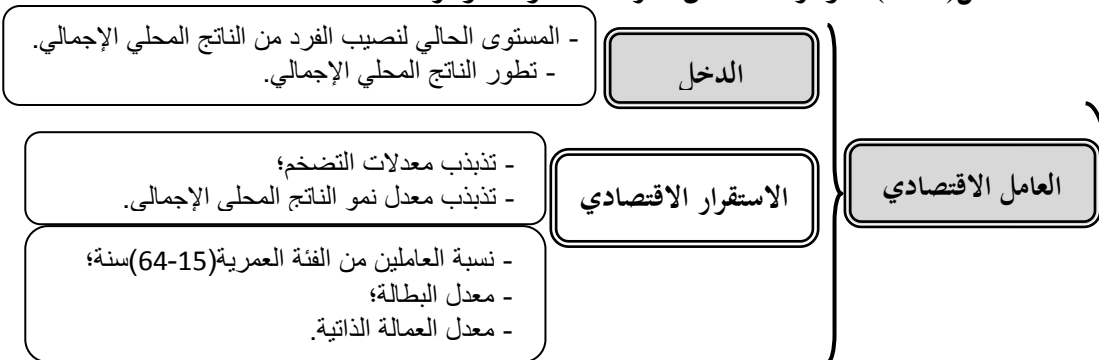 - المستوى الحالي لنصيب الفرد من الناتج المحلي الإجمالي.
- تطور الناتج المحلي الإجمالي.
الدخل
- تذبذب معدلات التضخم؛
- تذبذب معدل نمو الناتج المحلي الإجمالي.
الاستقرار الاقتصادي
العامل الاقتصادي
- نسبة العاملين من الفئة العمرية(15-64)سنة؛
- معدل البطالة؛
- معدل العمالة الذاتية.